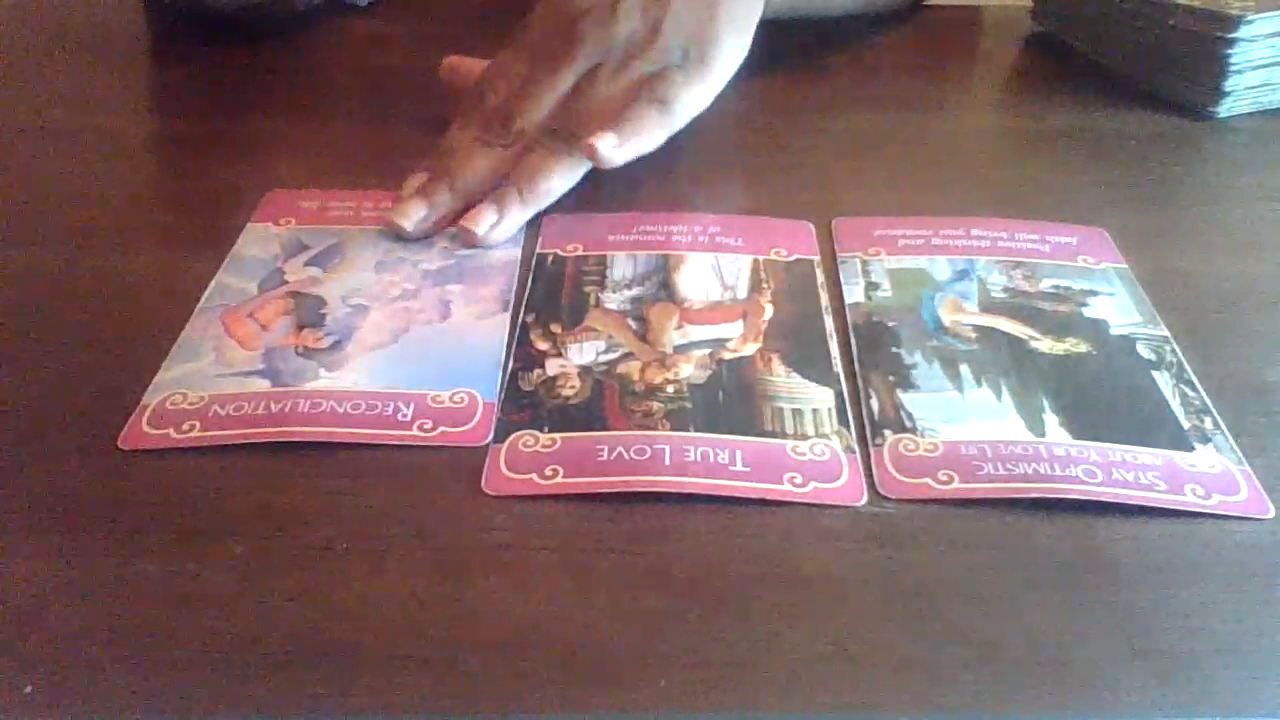 STAY OPTIMISTIC
ABOUT YOUR LOVE LIFE
Positive thinking and
faith will bring you romance
TRUE LOVE
This is the romance
of a lifetime!
RECONCILIATION